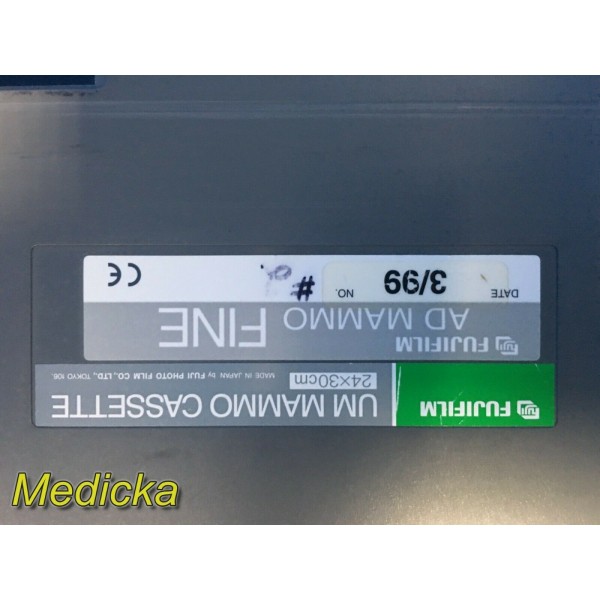 FUJIFILM UM MAMMO CASSETTE
24×30cm MADE IN JAPAN by FUJI PHOTO FILM CO., LTD., TOKYO 106.
FUJIFILM AD MAMMO FINE
DATE 3/99 NO. #
CE
Medicka